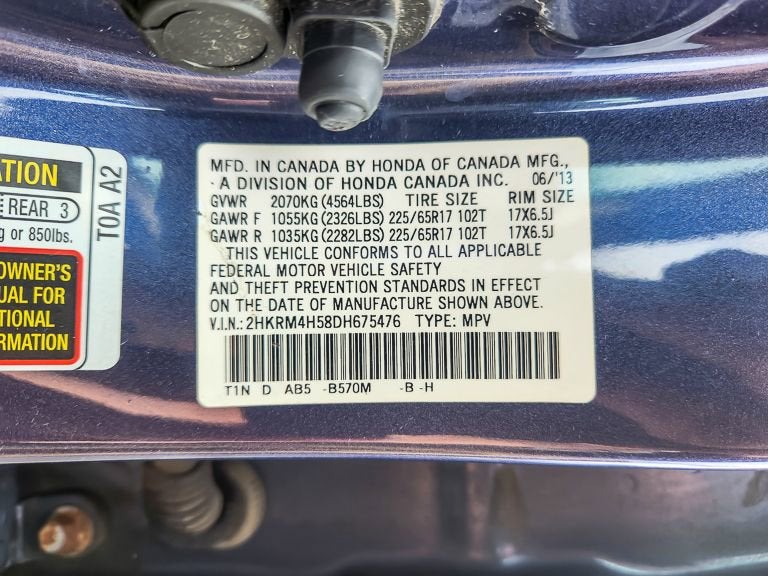 ATION
REAR 3
g or 850lbs.
OWNER'S
UAL FOR
TIONAL
RMATION
TOA A2
MFD. IN CANADA BY HONDA OF CANADA MFG.,
A DIVISION OF HONDA CANADA INC. 06/'13
GVWR 2070KG(4564LBS) TIRE SIZE RIM SIZE
GAWR F 1055KG(2326LBS) 225/65R17 102T 17X6.5J
GAWR R 1035KG(2282LBS) 225/65R17 102T 17X6.5J
THIS VEHICLE CONFORMS TO ALL APPLICABLE
FEDERAL MOTOR VEHICLE SAFETY
AND THEFT PREVENTION STANDARDS IN EFFECT
ON THE DATE OF MANUFACTURE SHOWN ABOVE.
V.I.N.: 2HKRM4H58DH675476 TYPE: MPV
T1N D AB5 -B570M -B -H